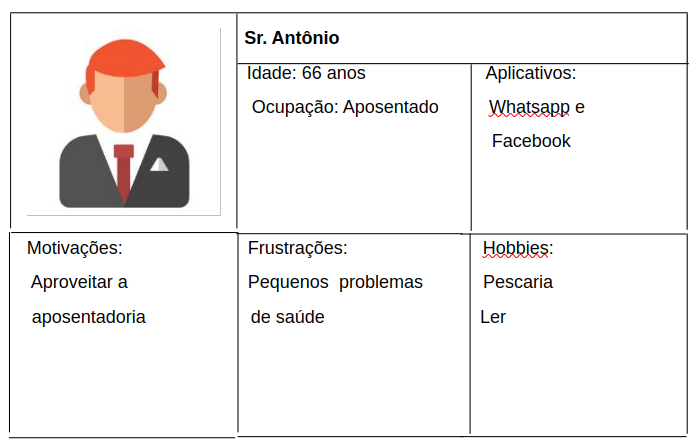 Sr. Antônio
Idade: 66 anos
Ocupação: Aposentado
Aplicativos:
Whatsapp e
Facebook
Motivações:
Aproveitar a
aposentadoria
Frustrações:
Pequenos problemas
de saúde
Hobbies:
Pescaria
Ler